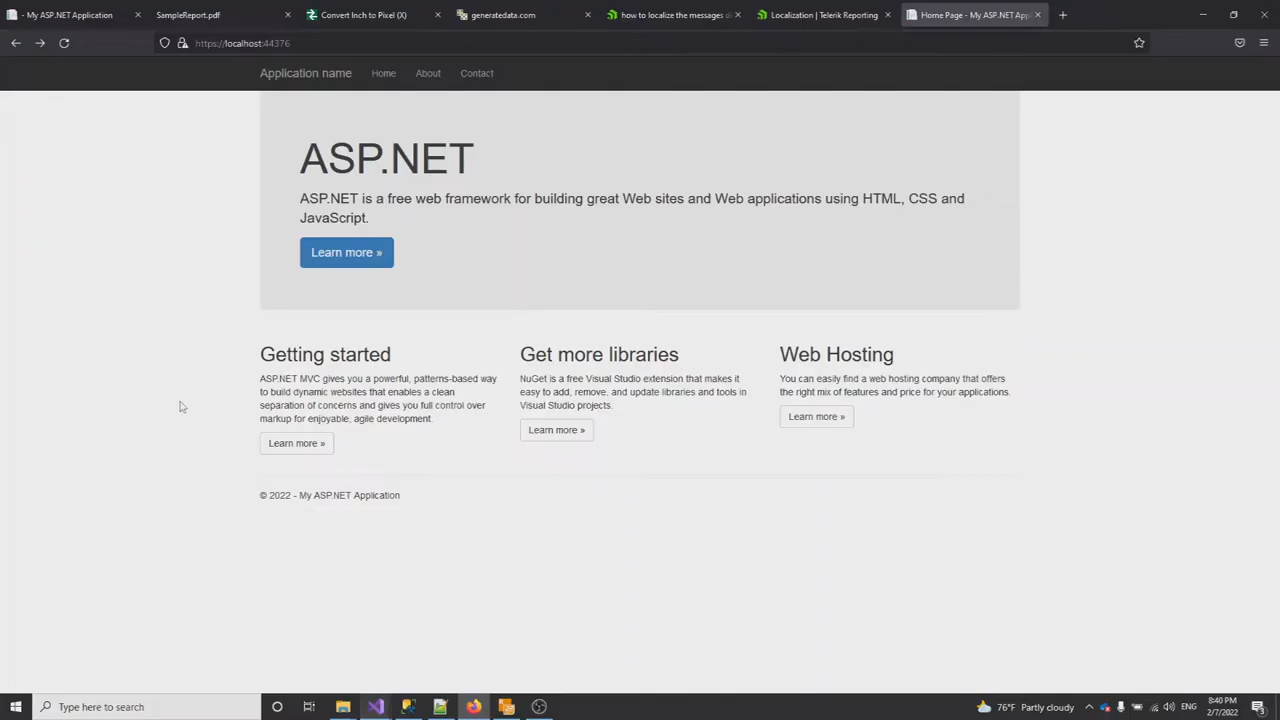 My ASP.NET Application
SampleReport.pdf
Convert Inch to Pixel (X)
generatedata.com
how to localize the messages di
Localization | Telerik Reporting
Home Page - My ASP.NET App
https://localhost:44376
Application name
Home
About
Contact
ASP.NET
ASP.NET is a free web framework for building great Web sites and Web applications using HTML, CSS and
JavaScript.
Learn more »
Getting started
ASP.NET MVC gives you a powerful, patterns-based way
to build dynamic websites that enables a clean
separation of concerns and gives you full control over
markup for enjoyable, agile development.
Learn more »
Get more libraries
NuGet is a free Visual Studio extension that makes it
easy to add, remove, and update libraries and tools in
Visual Studio projects.
Learn more »
Web Hosting
You can easily find a web hosting company that offers
the right mix of features and price for your applications.
Learn more »
© 2022 - My ASP.NET Application
Type here to search
76°F Partly cloudy
ENG
8:40 PM
2/7/2022